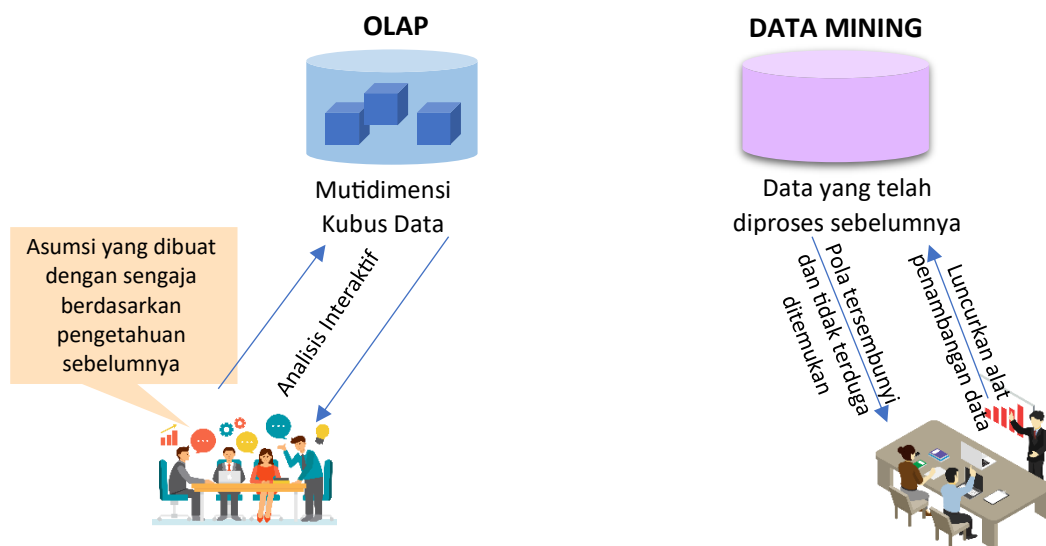 OLAP
DATA MINING
Mutidimensi
Kubus Data
Data yang telah
diproses sebelumnya
Asumsi yang dibuat
dengan sengaja
berdasarkan
pengetahuan
sebelumnya
Analisis Interaktif
Pola tersembunyi
dan tidak terduga
ditemukan
Luncurkan alat
penambangan data